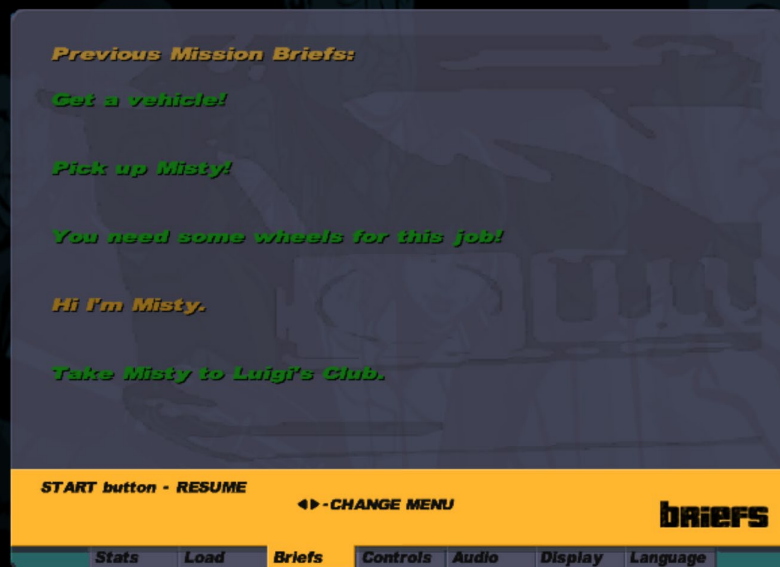 Previous Mission Briefs:
Get a vehicle!
Pick up Misty!
You need some wheels for this job!
Hi I'm Misty.
Take Misty to Luigi's Club.
START button - RESUME
◀▶-CHANGE MENU
BRIEFS
Stats Load Briefs Controls Audio Display Language